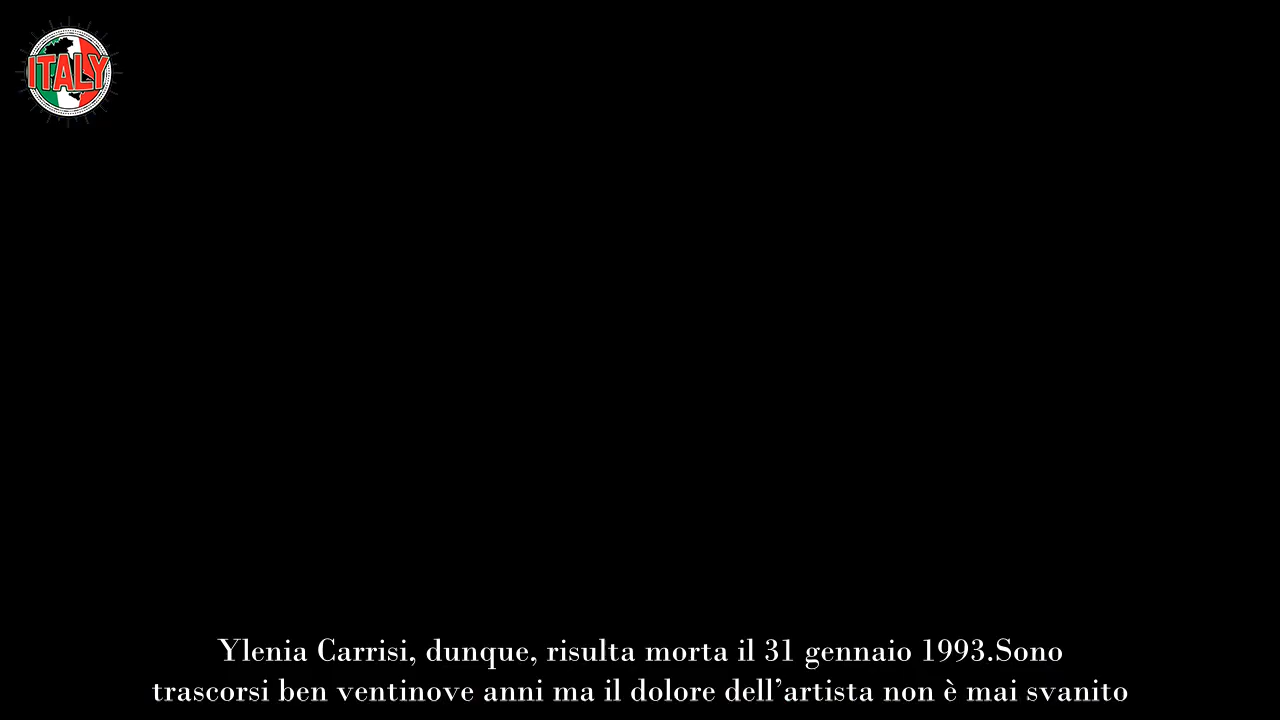 ITALY
Ylenia Carrisi, dunque, risulta morta il 31 gennaio 1993.Sono
trascorsi ben ventinove anni ma il dolore dell’artista non è mai svanito